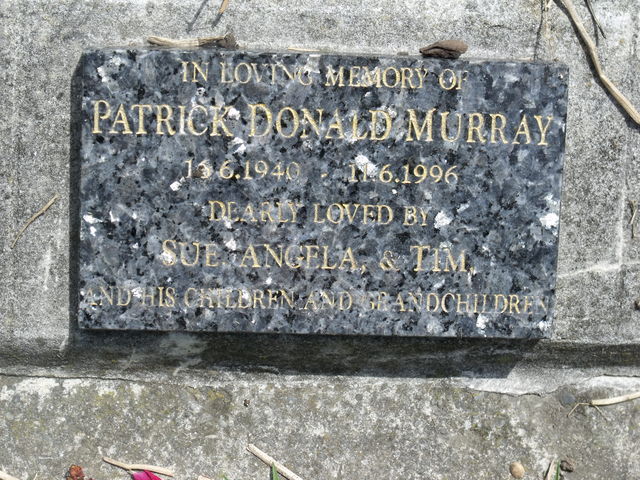 IN LOVING MEMORY OF
PATRICK DONALD MURRAY
13.6.1940 - 11.6.1996
DEARLY LOVED BY
SUE, ANGELA, & TIM,
AND HIS CHILDREN AND GRANDCHILDREN